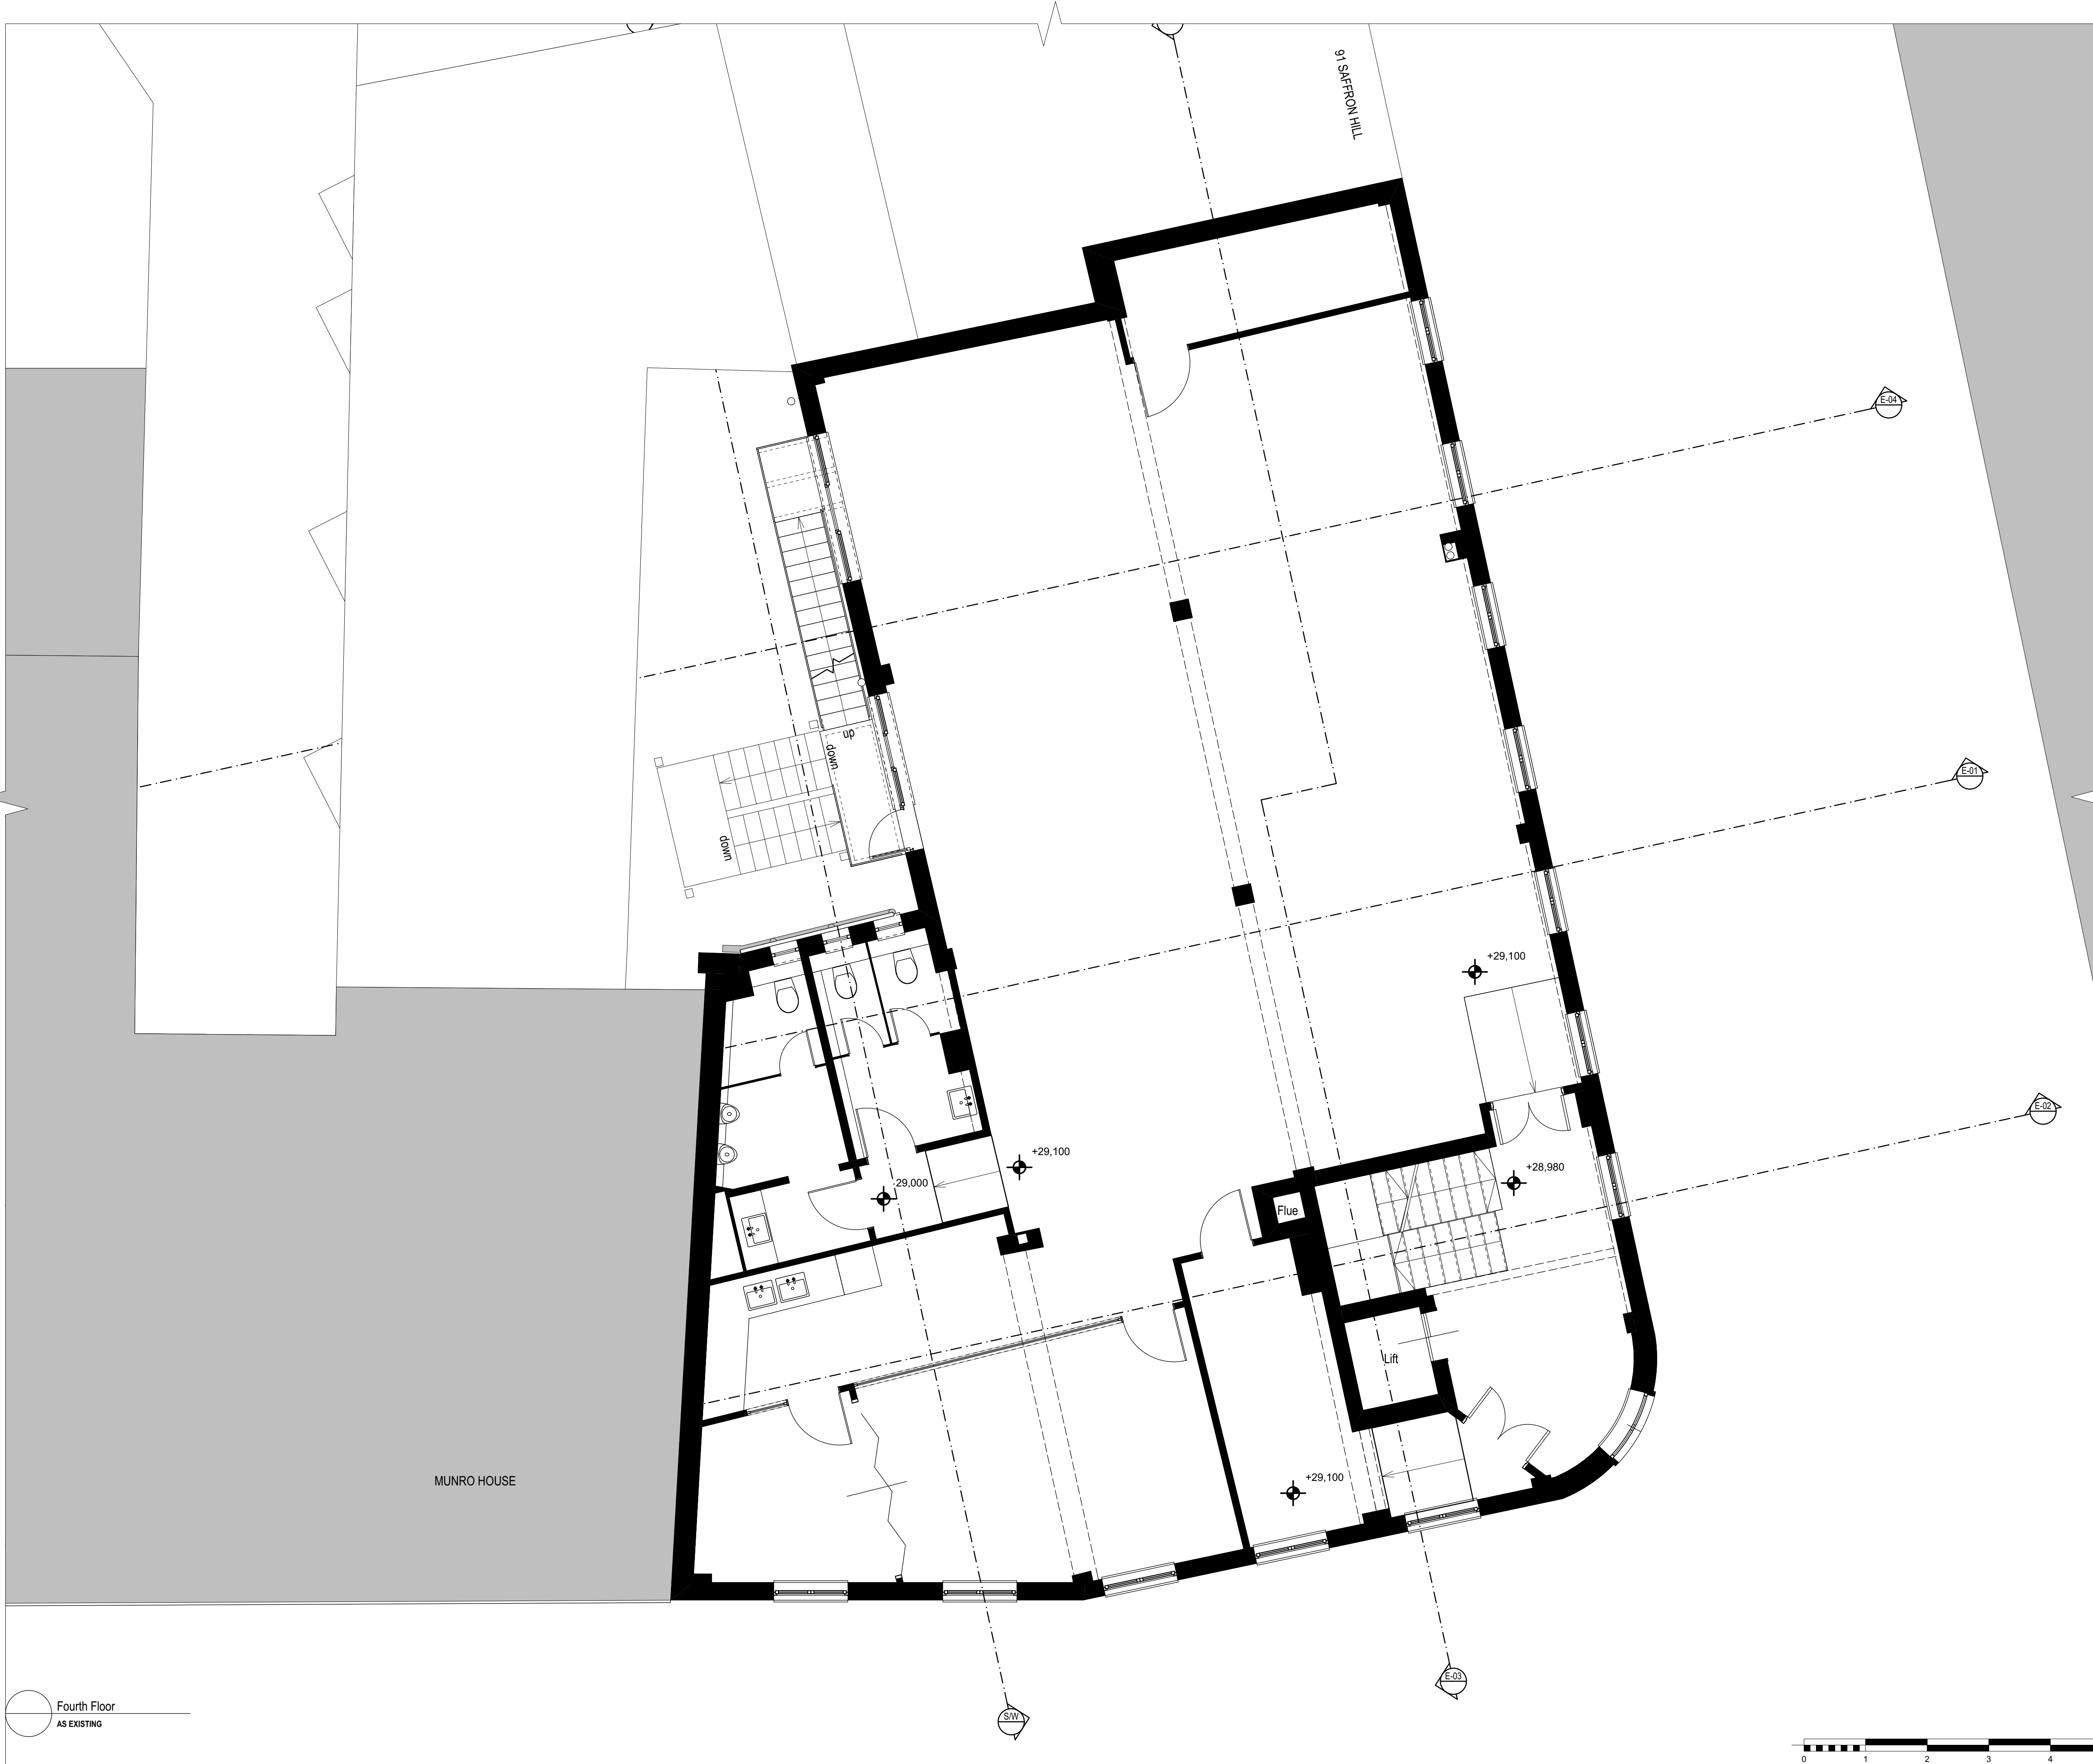 91 SAFFRON HILL
E-04
up
down
E-01
down
+29,100
E-02
+29,100
+28,980
29,000
Flue
Lift
MUNRO HOUSE
+29,100
E-03
Fourth Floor
S/W
AS EXISTING
0 1 2 3 4